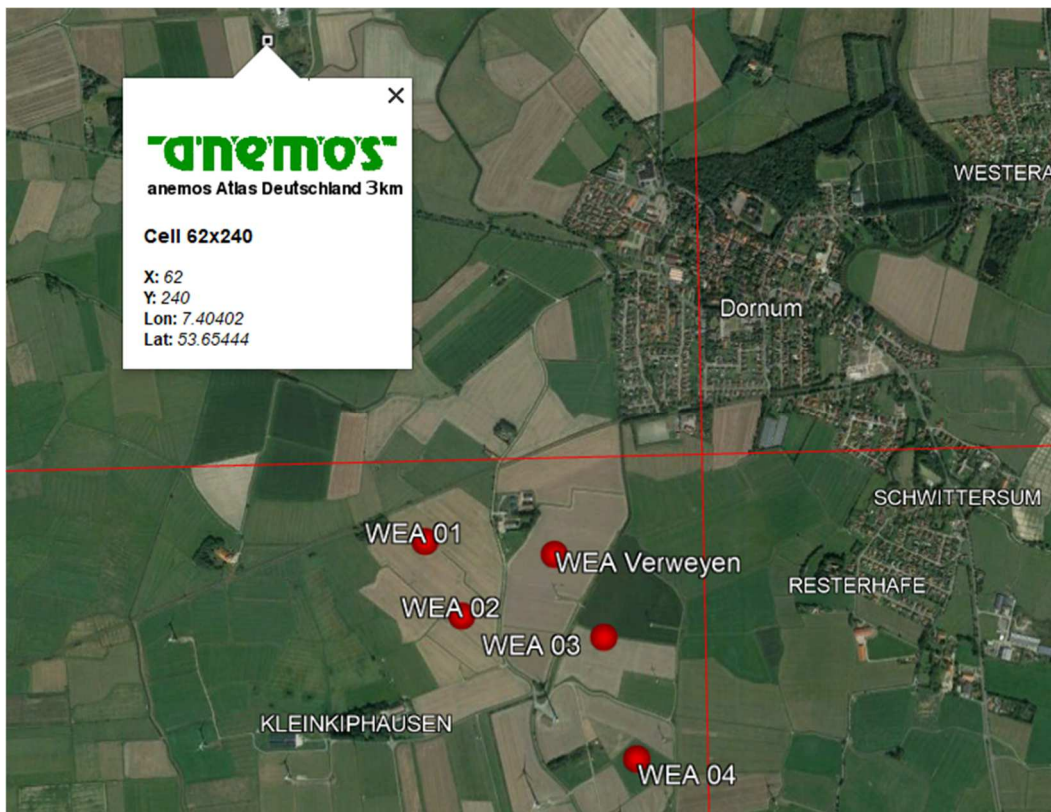 anemos
anemos Atlas Deutschland 3km
Cell 62x240
X: 62
Y: 240
Lon: 7.40402
Lat: 53.65444
WESTERA
Dornum
SCHWITTERSUM
WEA 01
WEA Verweyen
RESTERHAFE
WEA 02
WEA 03
KLEINKIPHAUSEN
WEA 04